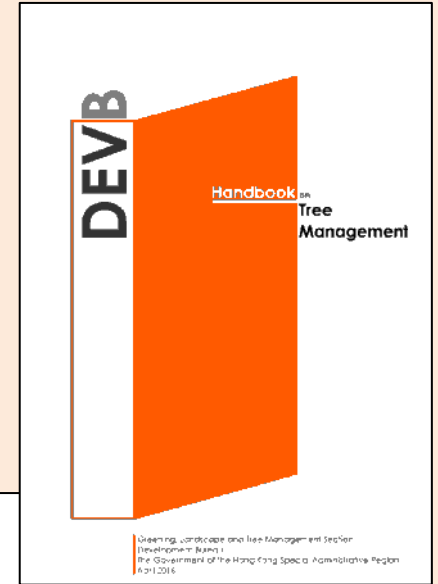 DEVB
Handbook on
Tree
Management
Greening, Landscape and Tree Management Section
Development Bureau
The Government of the Hong Kong Special Administrative Region
April 2016